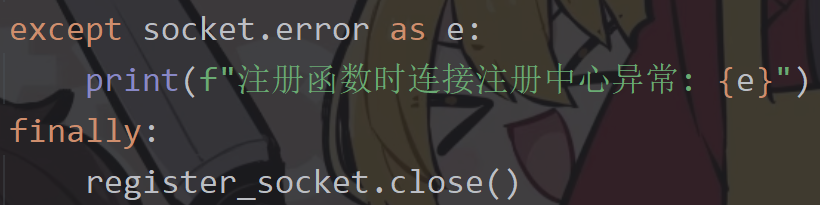 except socket.error as e:
    print(f"注册函数时连接注册中心异常: {e}")
finally:
    register_socket.close()